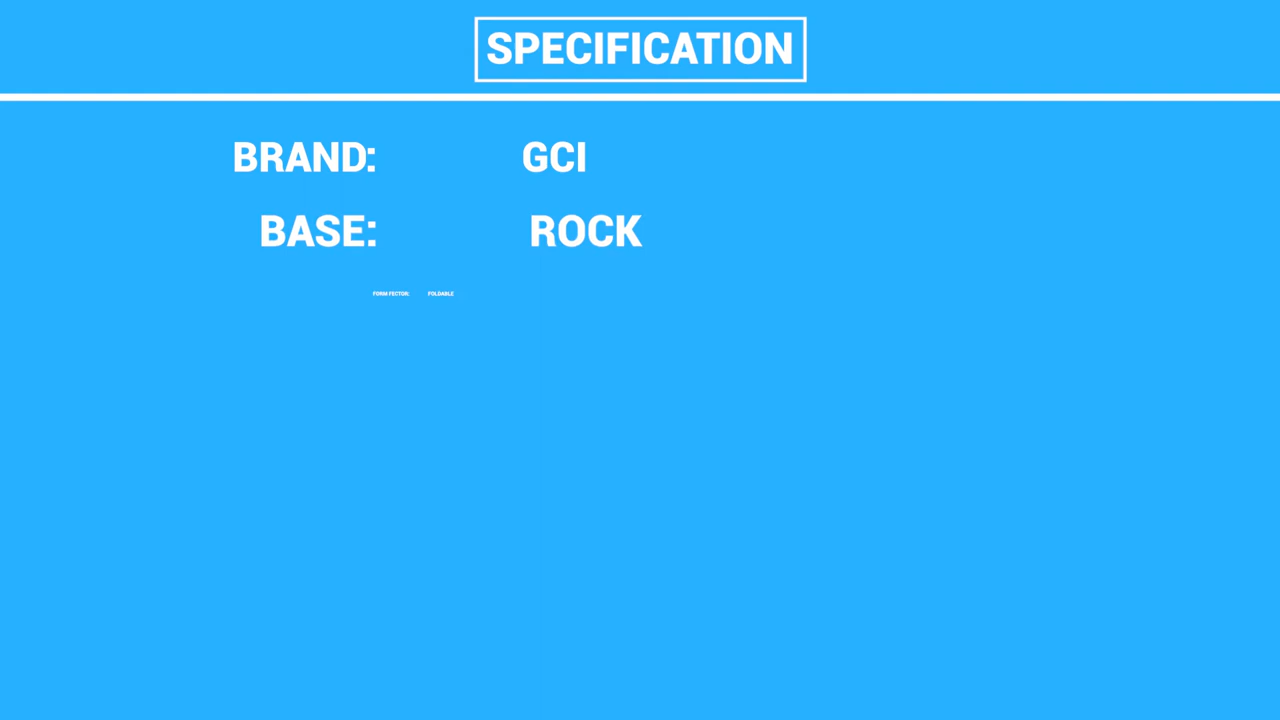 SPECIFICATION
BRAND: GCI
BASE: ROCK
FORM FECTOR: FOLDABLE